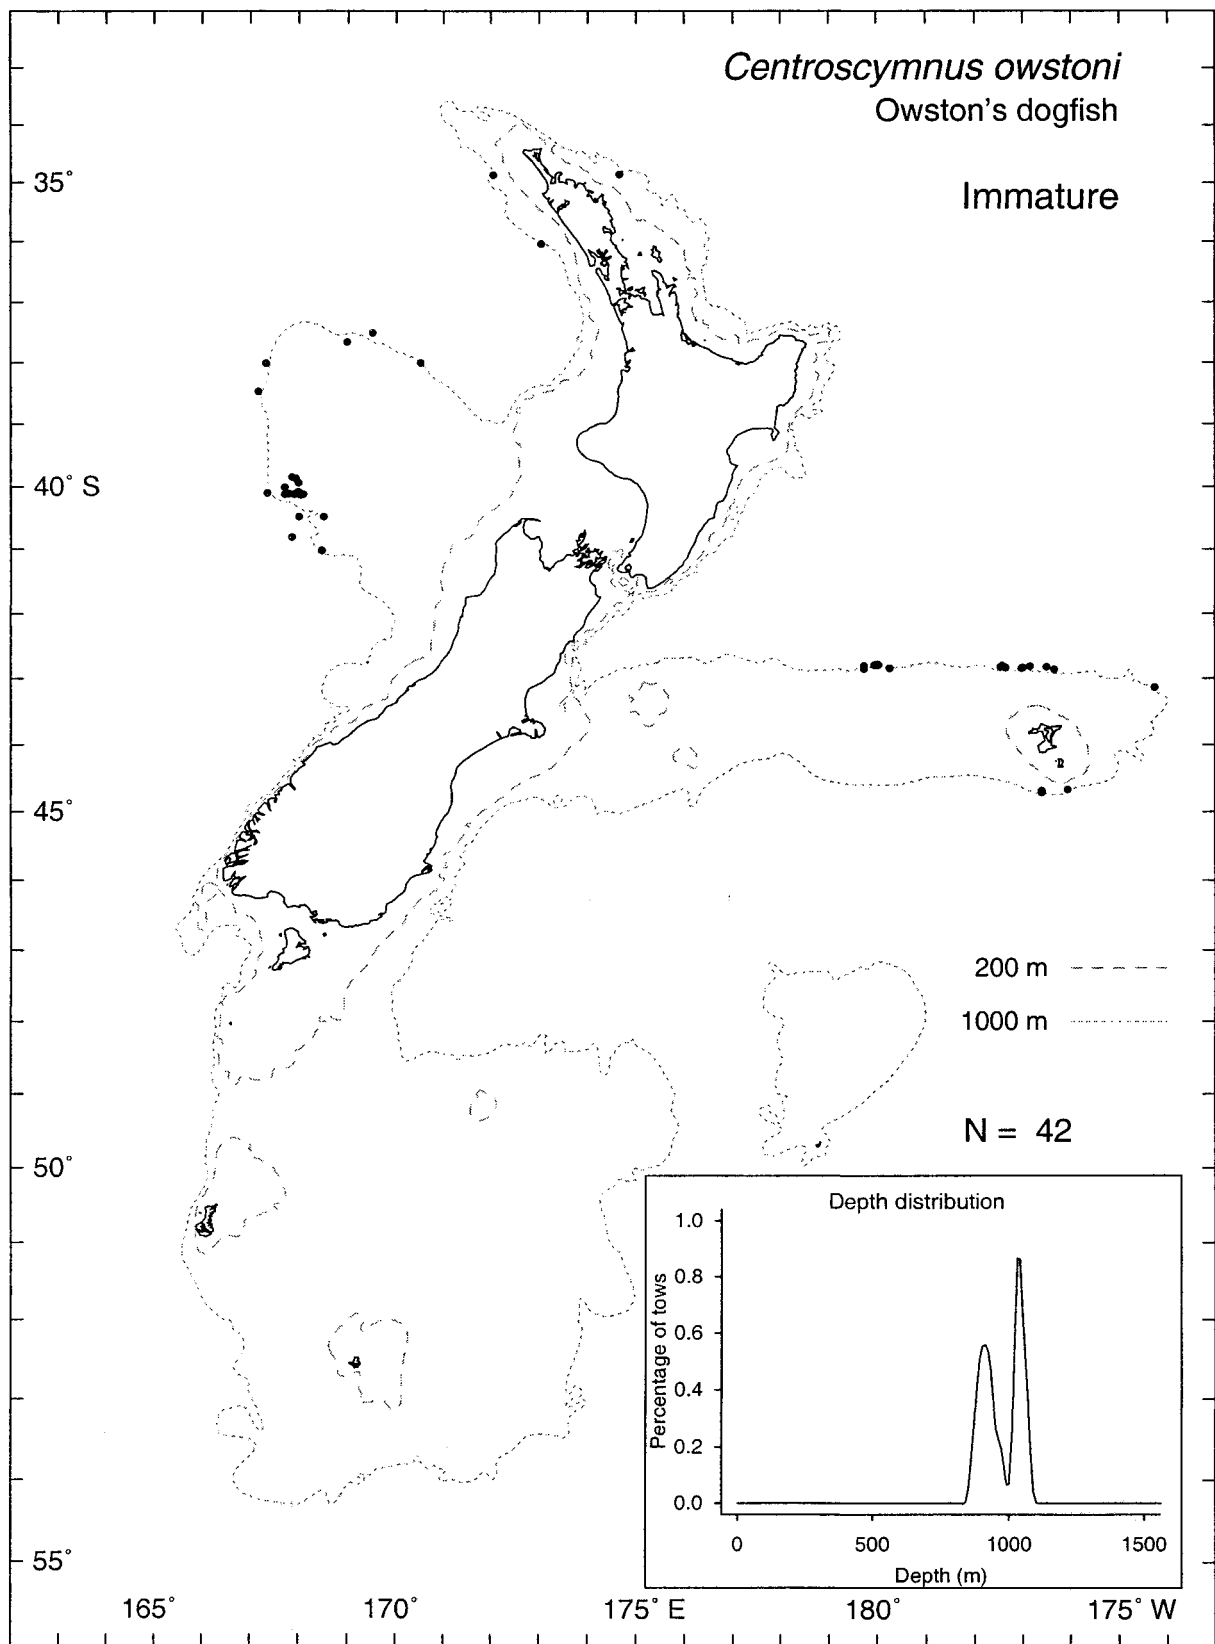 Centroscymnus owstoni
Owston's dogfish
Immature
35°
40° S
45°
50°
55°
200 m
1000 m
N = 42
Depth distribution
Percentage of tows
1.0
0.8
0.6
0.4
0.2
0.0
0 500 1000 1500
Depth (m)
165° 170° 175° E 180° 175° W